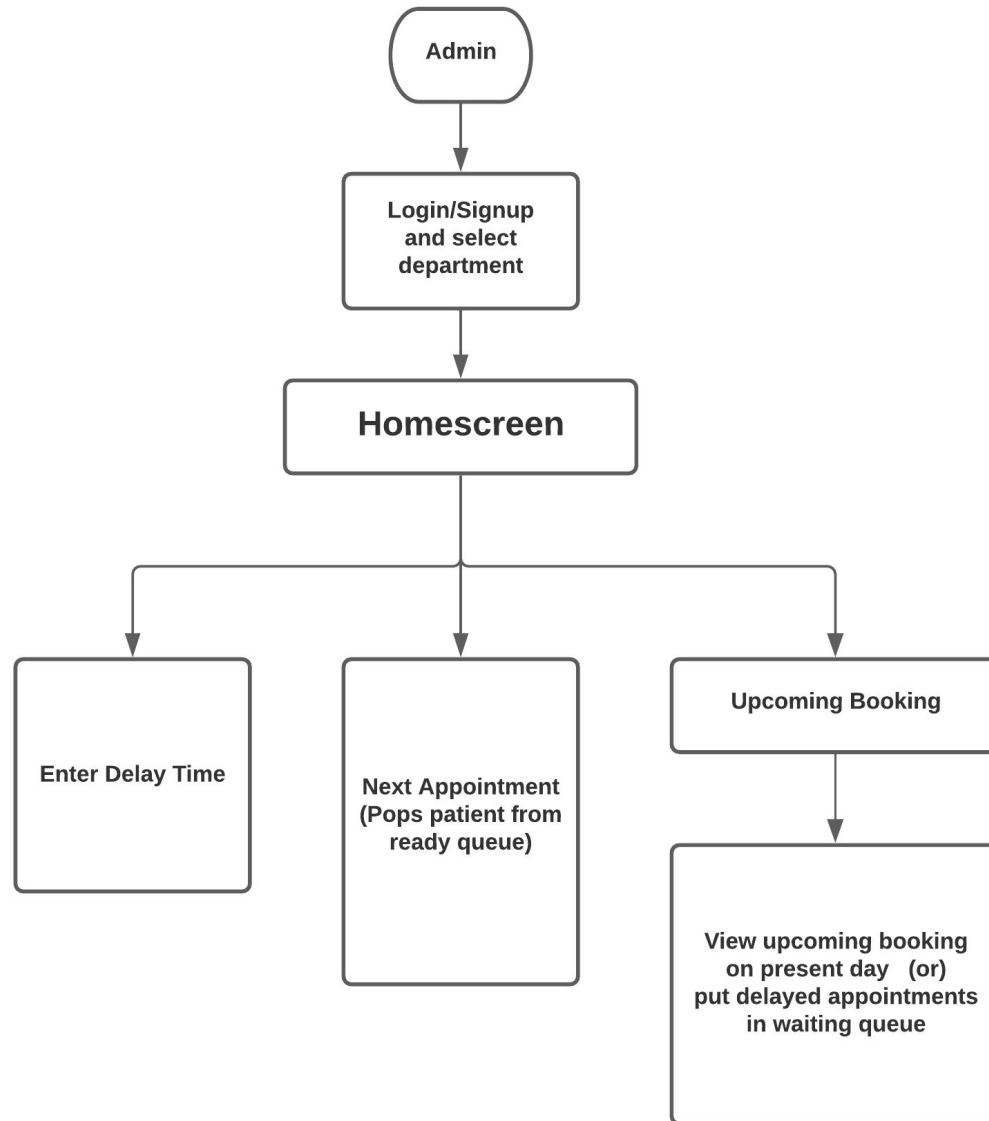 Admin
Login/Signup
and select
department
Homescreen
Enter Delay Time
Next Appointment
(Pops patient from
ready queue)
Upcoming Booking
View upcoming booking
on present day (or)
put delayed appointments
in waiting queue